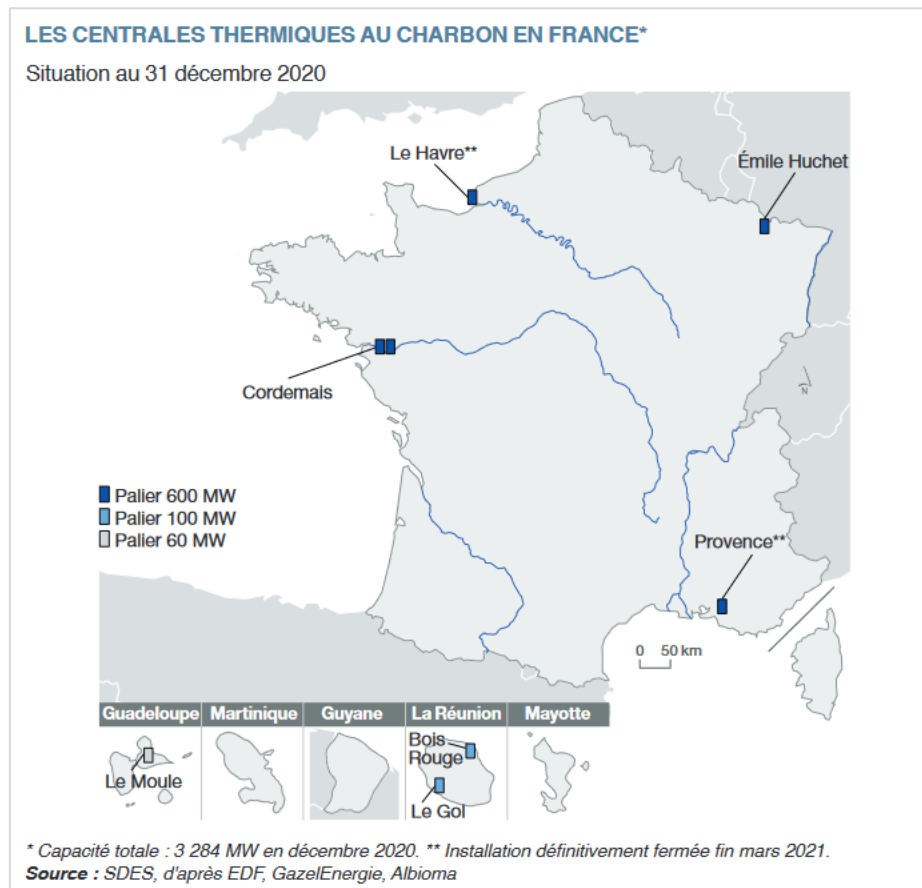 LES CENTRALES THERMIQUES AU CHARBON EN FRANCE*
Situation au 31 décembre 2020
Le Havre**
Émile Huchet
N
Cordemais
Palier 600 MW
Palier 100 MW
Palier 60 MW
Provence**
0 50 km
Guadeloupe Martinique Guyane La Réunion Mayotte
Bois
Rouge
Le Moule
Le Gol
* Capacité totale : 3 284 MW en décembre 2020. ** Installation définitivement fermée fin mars 2021.
Source : SDES, d'après EDF, GazelEnergie, Albioma